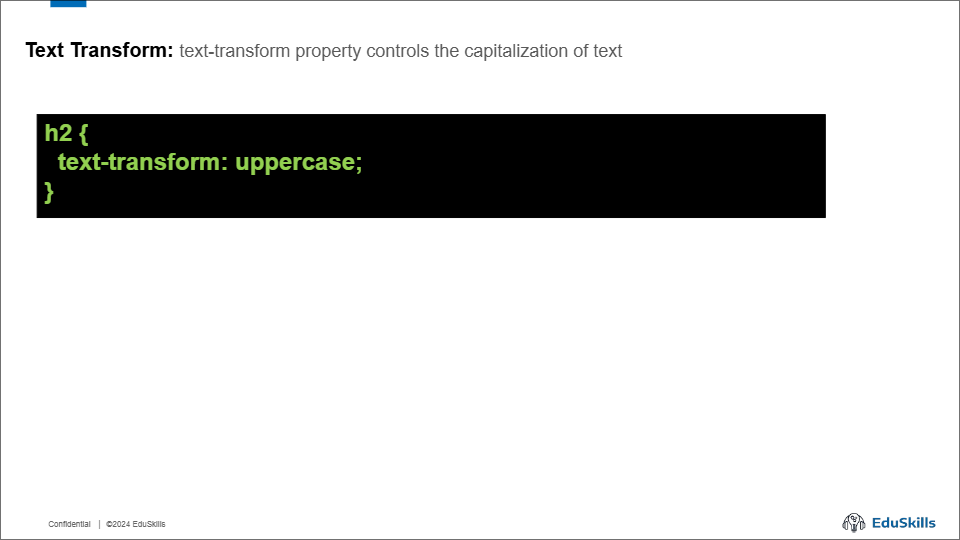 Text Transform: text-transform property controls the capitalization of text
h2 {
  text-transform: uppercase;
}
Confidential | ©2024 EduSkills
EduSkills